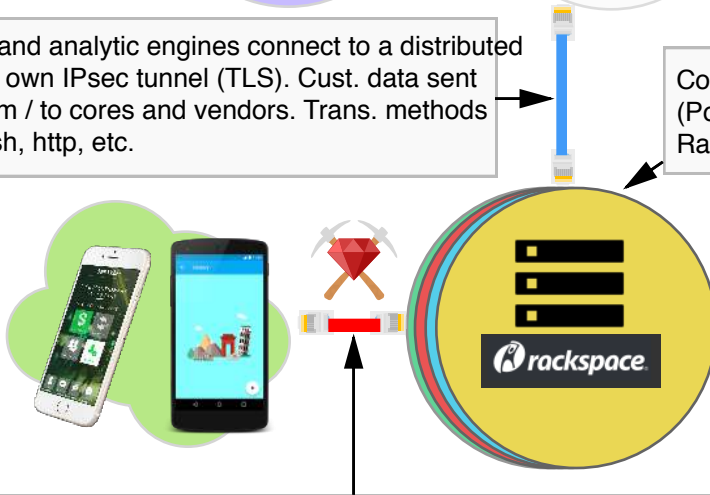 and analytic engines connect to a distributed
own IPsec tunnel (TLS). Cust. data sent
m / to cores and vendors. Trans. methods
sh, http, etc.
Co
(Po
Ra
rackspace.